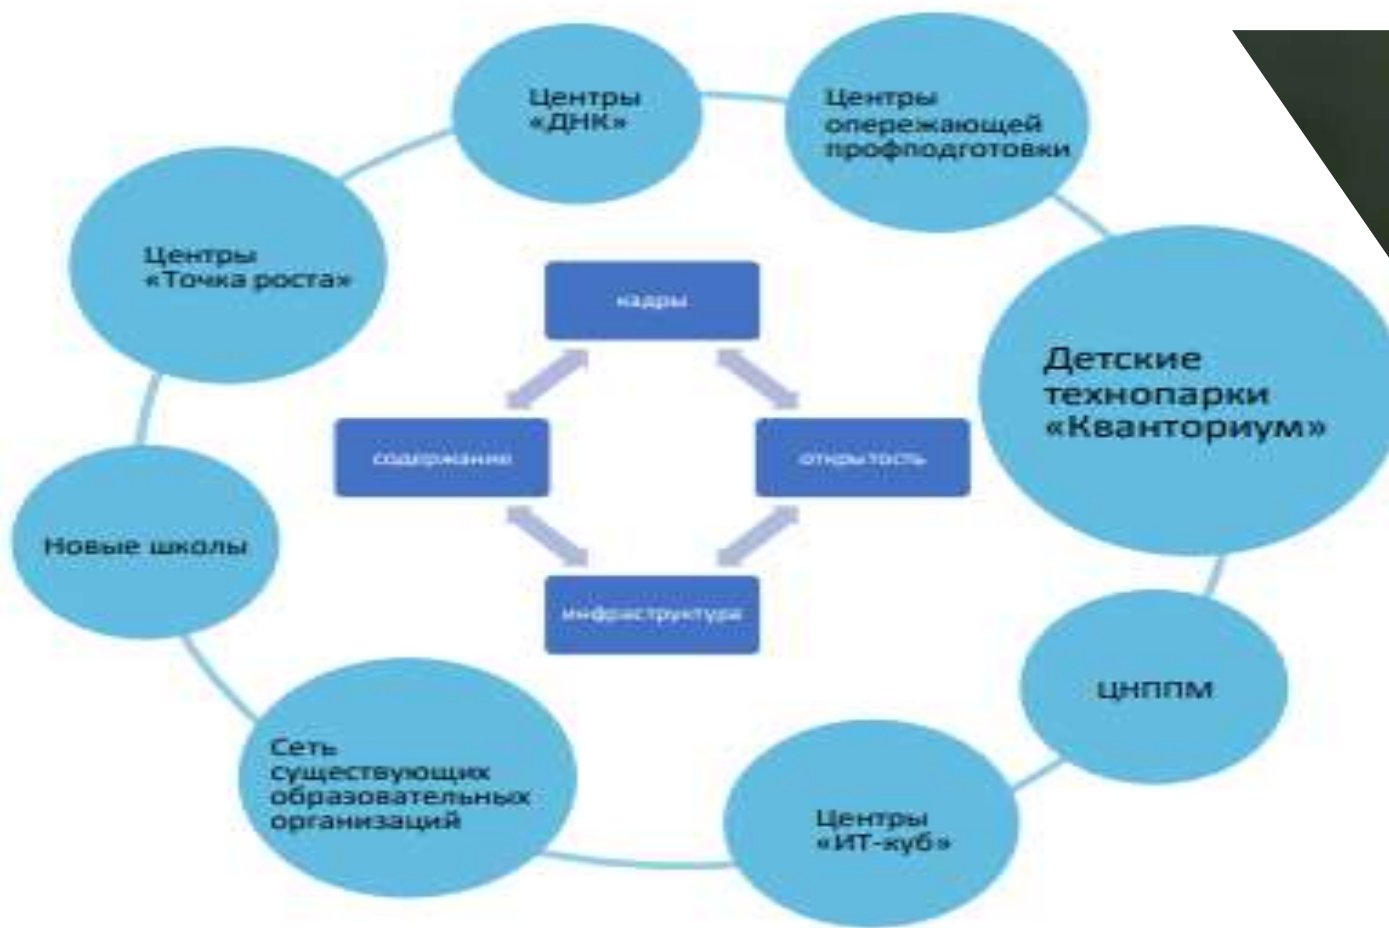 Центры
«ДНК»
Центры
опережающей
профподготовки
Центры
«Точка роста»
кадры
Детские
технопарки
«Кванториум»
содержание
открытость
Новые школы
инфраструктура
ЦНППМ
Сеть
существующих
образовательных
организаций
Центры
«ИТ-куб»